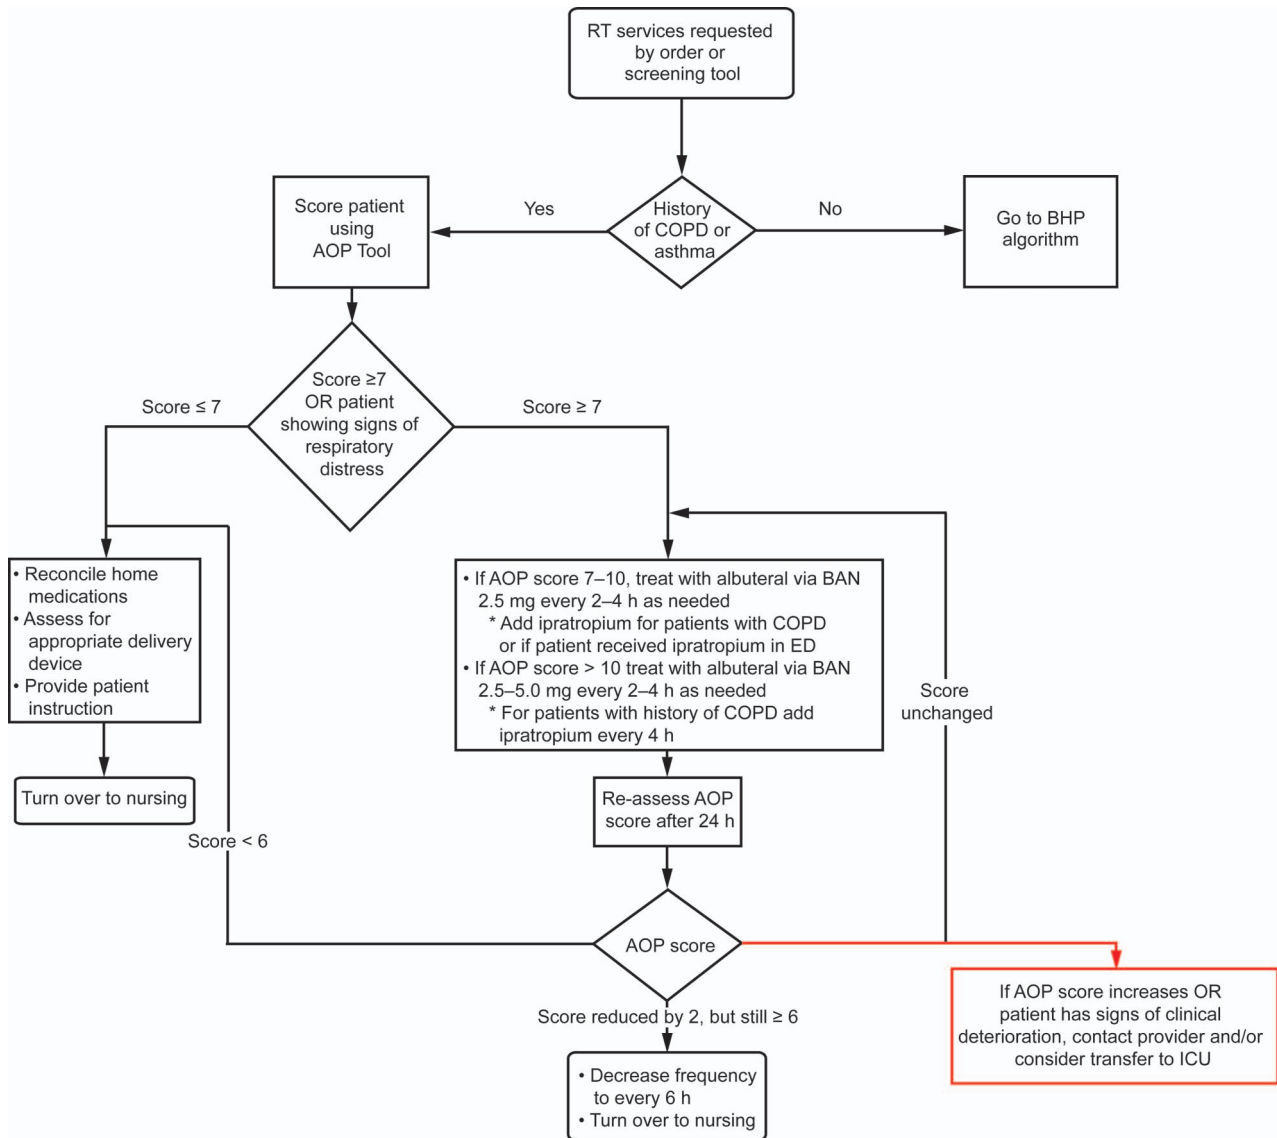 RT services requested
by order or
screening tool
History
of COPD or
asthma
Yes
No
Score patient
using
AOP Tool
Go to BHP
algorithm
Score ≥7
OR patient
showing signs of
respiratory
distress
Score ≤ 7
Score ≥ 7
• Reconcile home
medications
• Assess for
appropriate delivery
device
• Provide patient
instruction
Turn over to nursing
• If AOP score 7–10, treat with albuteral via BAN
2.5 mg every 2–4 h as needed
* Add ipratropium for patients with COPD
or if patient received ipratropium in ED
• If AOP score > 10 treat with albuteral via BAN
2.5–5.0 mg every 2–4 h as needed
* For patients with history of COPD add
ipratropium every 4 h
Score
unchanged
Re-assess AOP
score after 24 h
Score < 6
AOP score
If AOP score increases OR
patient has signs of clinical
deterioration, contact provider and/or
consider transfer to ICU
Score reduced by 2, but still ≥ 6
• Decrease frequency
to every 6 h
• Turn over to nursing